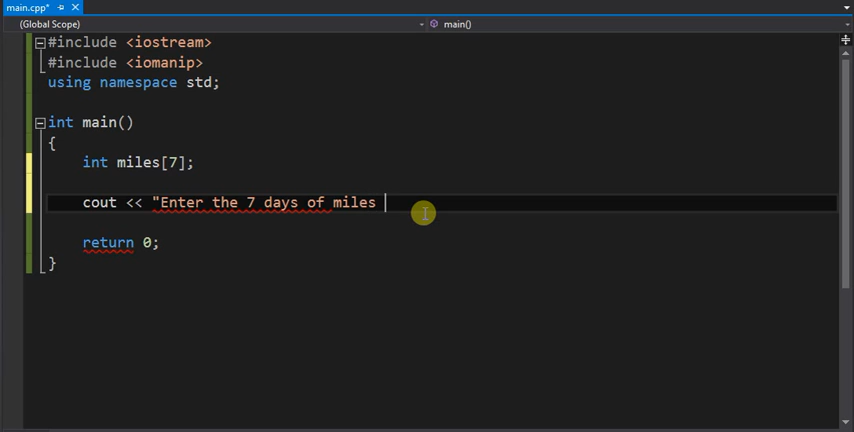 main.cpp*
(Global Scope) main()
#include <iostream>
#include <iomanip>
using namespace std;
int main()
{
int miles[7];
cout << "Enter the 7 days of miles
return 0;
}